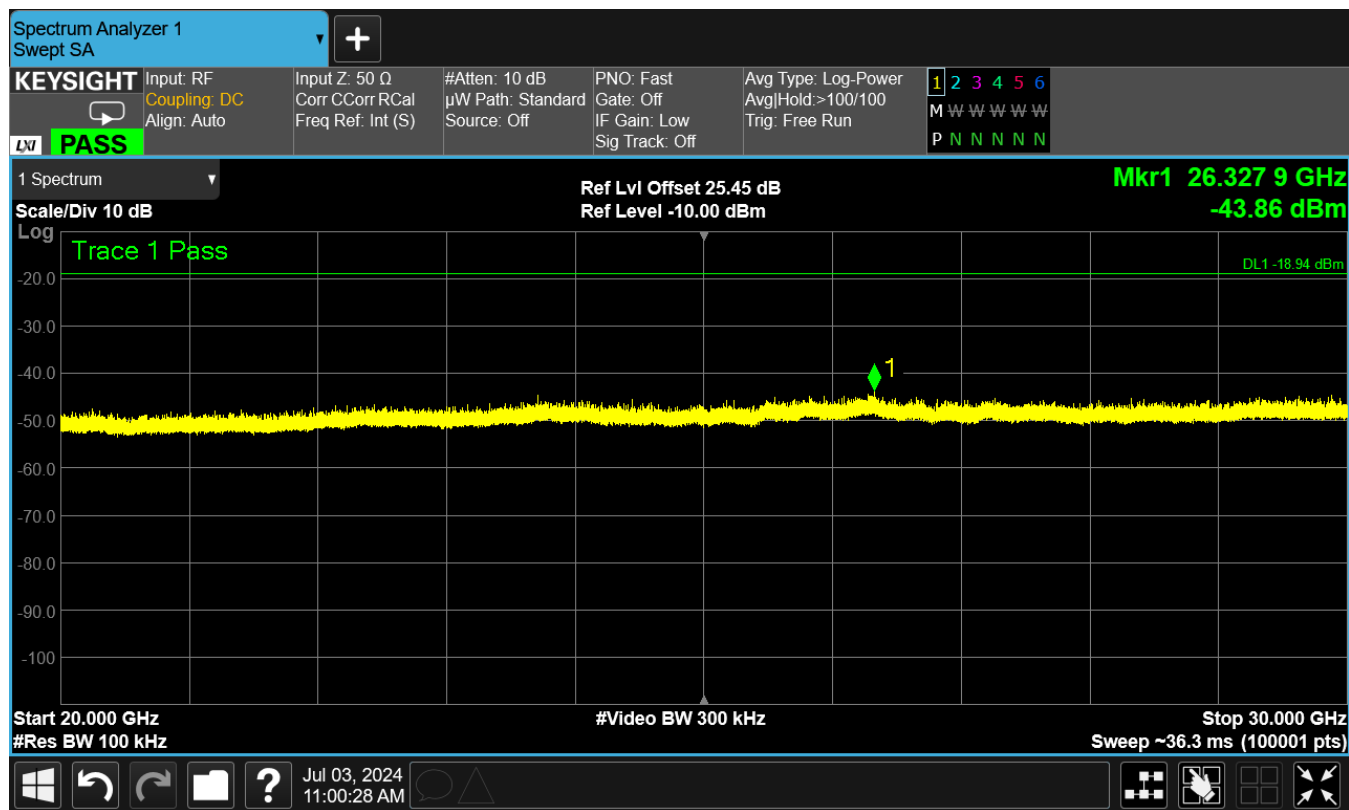 Spectrum Analyzer 1
Swept SA
KEYSIGHT
LXI PASS
Input: RF
Coupling: DC
Align: Auto
Input Z: 50 Ω
Corr CCorr RCal
Freq Ref: Int (S)
#Atten: 10 dB
µW Path: Standard
Source: Off
PNO: Fast
Gate: Off
IF Gain: Low
Sig Track: Off
Avg Type: Log-Power
Avg|Hold:>100/100
Trig: Free Run
1 2 3 4 5 6
M W W W W W
P N N N N N
1 Spectrum
Scale/Div 10 dB
Log
Ref Lvl Offset 25.45 dB
Ref Level -10.00 dBm
Mkr1 26.327 9 GHz
-43.86 dBm
Trace 1 Pass
DL1 -18.94 dBm
-20.0
-30.0
-40.0
1
-50.0
-60.0
-70.0
-80.0
-90.0
-100
Start 20.000 GHz
#Res BW 100 kHz
#Video BW 300 kHz
Stop 30.000 GHz
Sweep ~36.3 ms (100001 pts)
?
Jul 03, 2024
11:00:28 AM